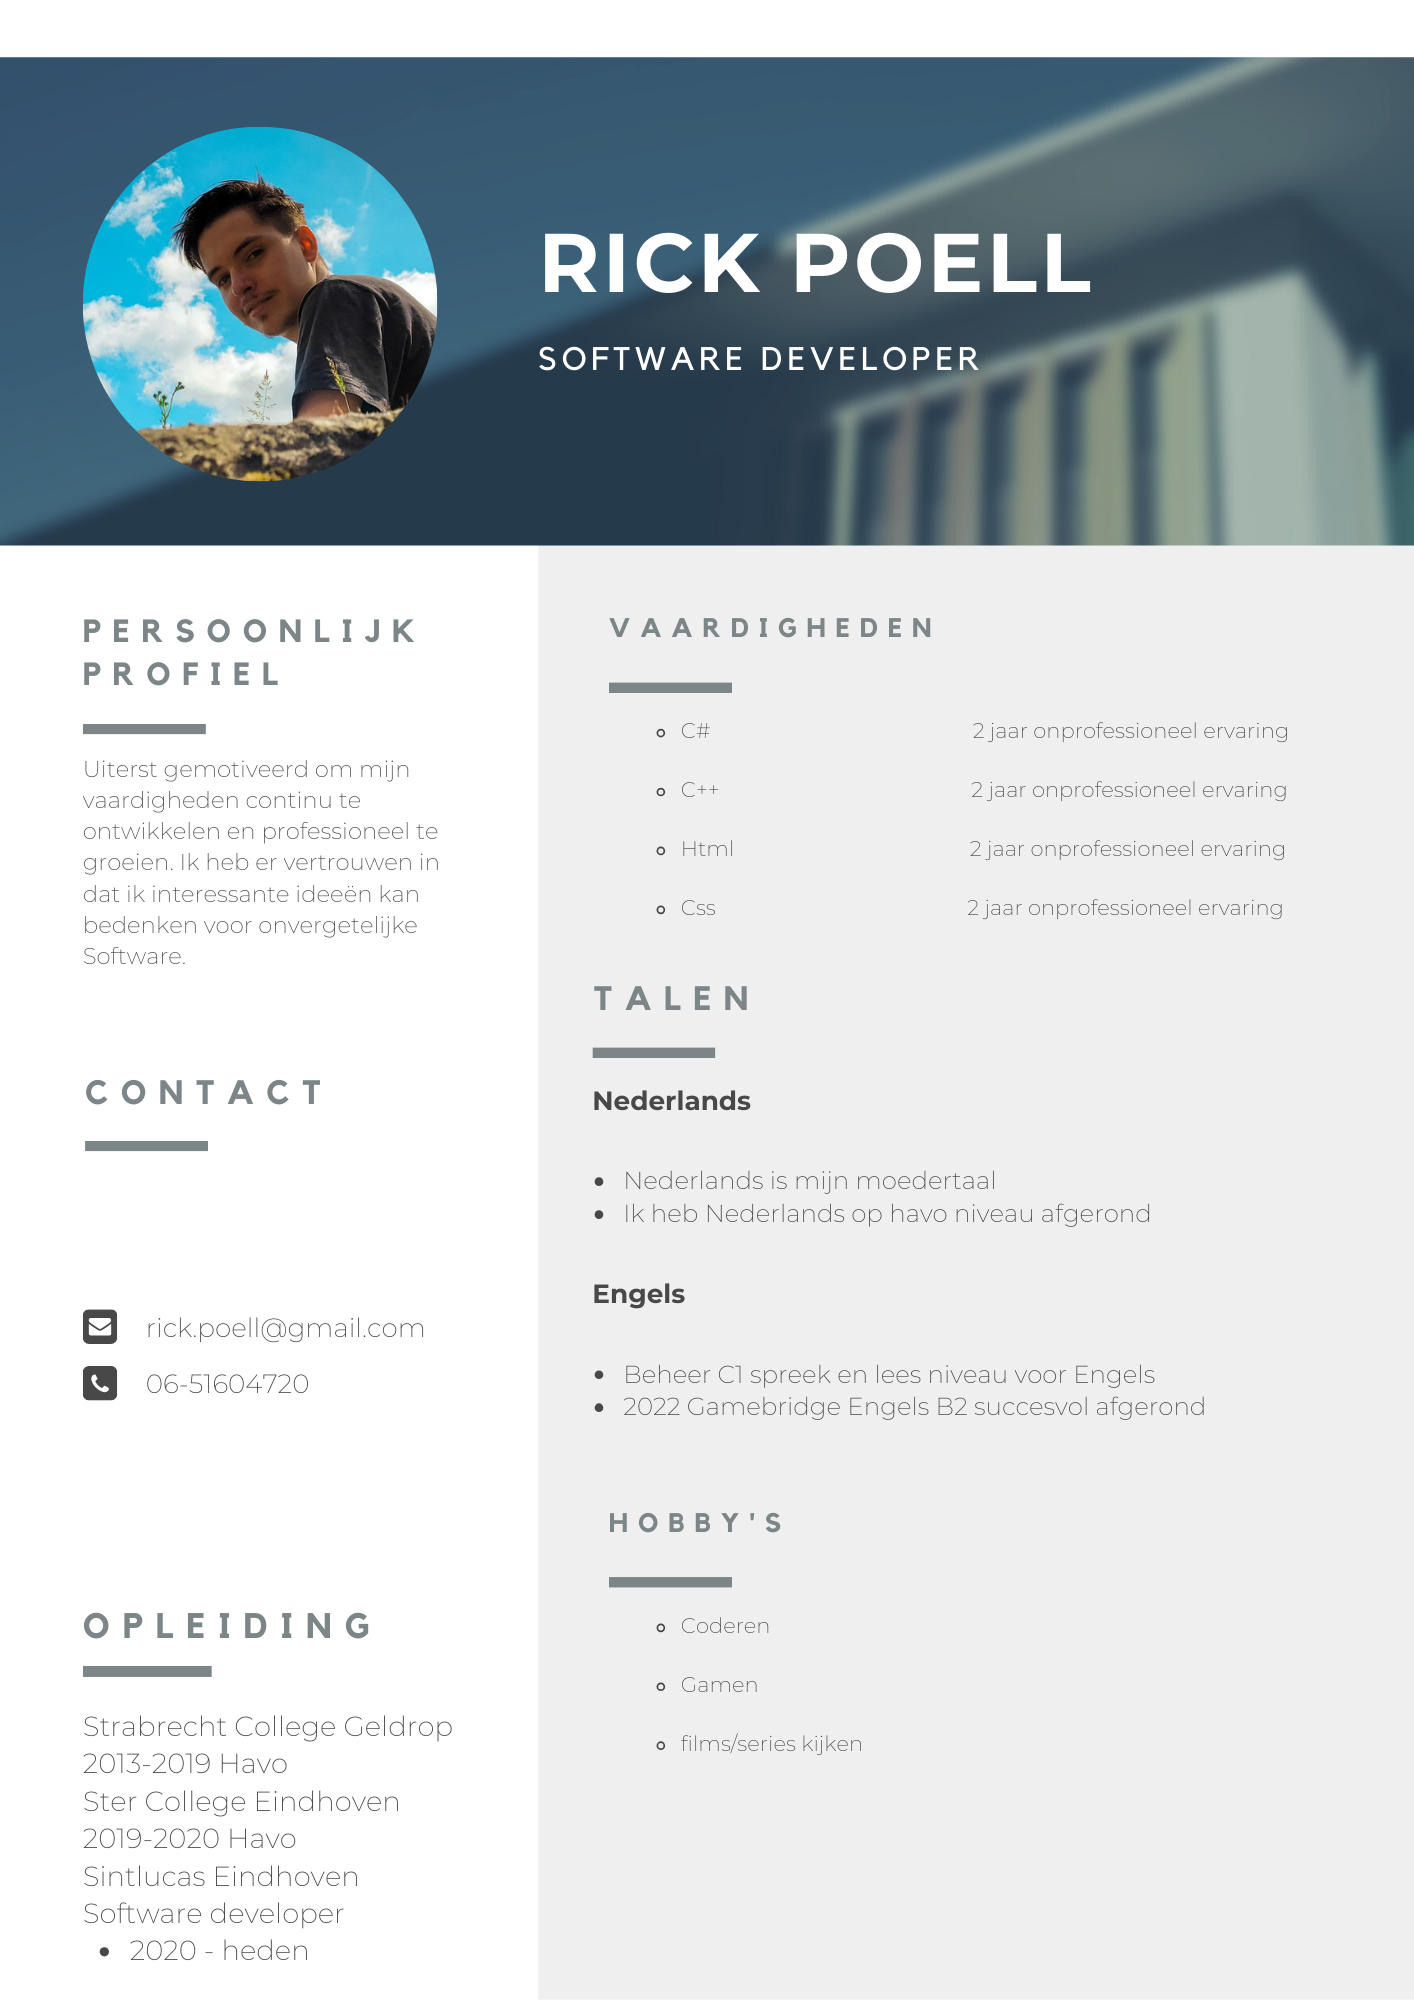 RICK POELL
SOFTWARE DEVELOPER
PERSOONLIJK
PROFIEL
Uiterst gemotiveerd om mijn
vaardigheden continu te
ontwikkelen en professioneel te
groeien. Ik heb er vertrouwen in
dat ik interessante ideeën kan
bedenken voor onvergetelijke
Software.
CONTACT
rick.poell@gmail.com
06-51604720
OPLEIDING
Strabrecht College Geldrop
2013-2019 Havo
Ster College Eindhoven
2019-2020 Havo
Sintlucas Eindhoven
Software developer
• 2020 - heden
VAARDIGHEDEN
C# 2 jaar onprofessioneel ervaring
C++ 2 jaar onprofessioneel ervaring
Html 2 jaar onprofessioneel ervaring
Css 2 jaar onprofessioneel ervaring
TALEN
Nederlands
• Nederlands is mijn moedertaal
• Ik heb Nederlands op havo niveau afgerond
Engels
• Beheer C1 spreek en lees niveau voor Engels
• 2022 Gamebridge Engels B2 succesvol afgerond
HOBBY'S
Coderen
Gamen
films/series kijken